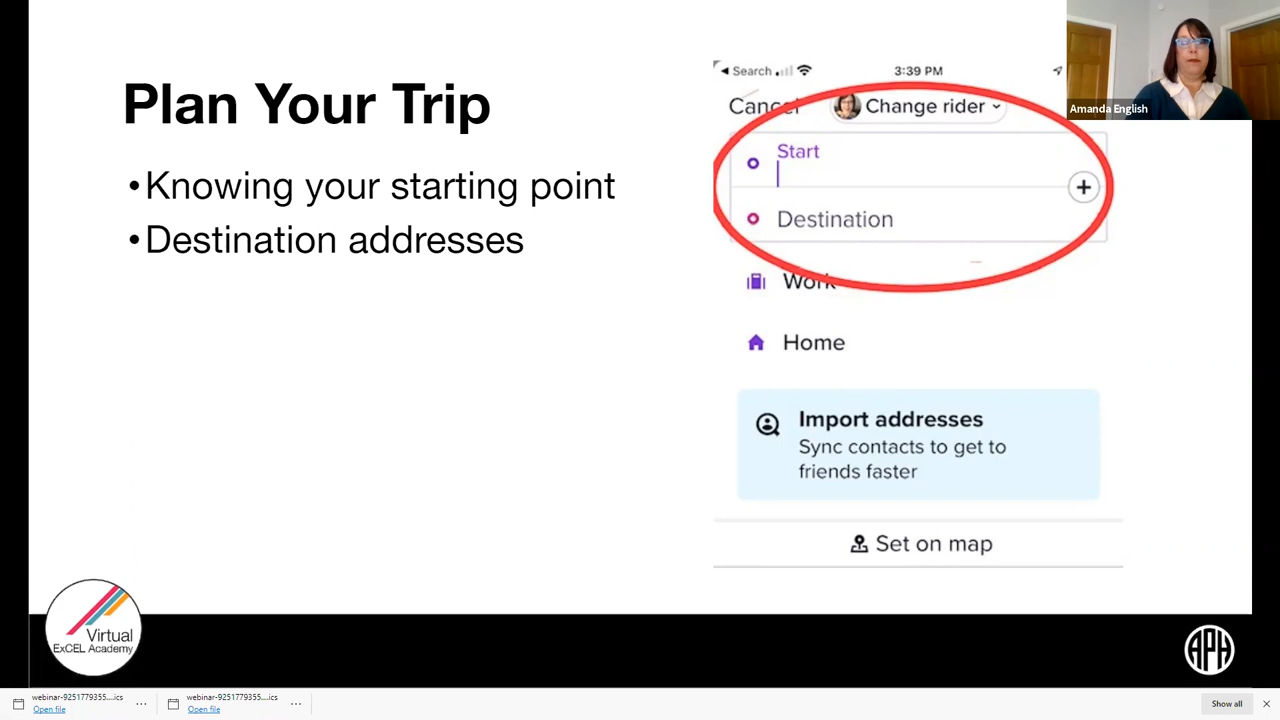 Plan Your Trip
•Knowing your starting point
•Destination addresses
Search
3:39 PM
Cancel
Change rider
Start
Destination
Work
Home
Import addresses
Sync contacts to get to
friends faster
Set on map
Amanda English
Virtual
ExCEL Academy
APH
webinar-9251779355....ics
Open file
...
webinar-9251779355....ics
Open file
...
Show all